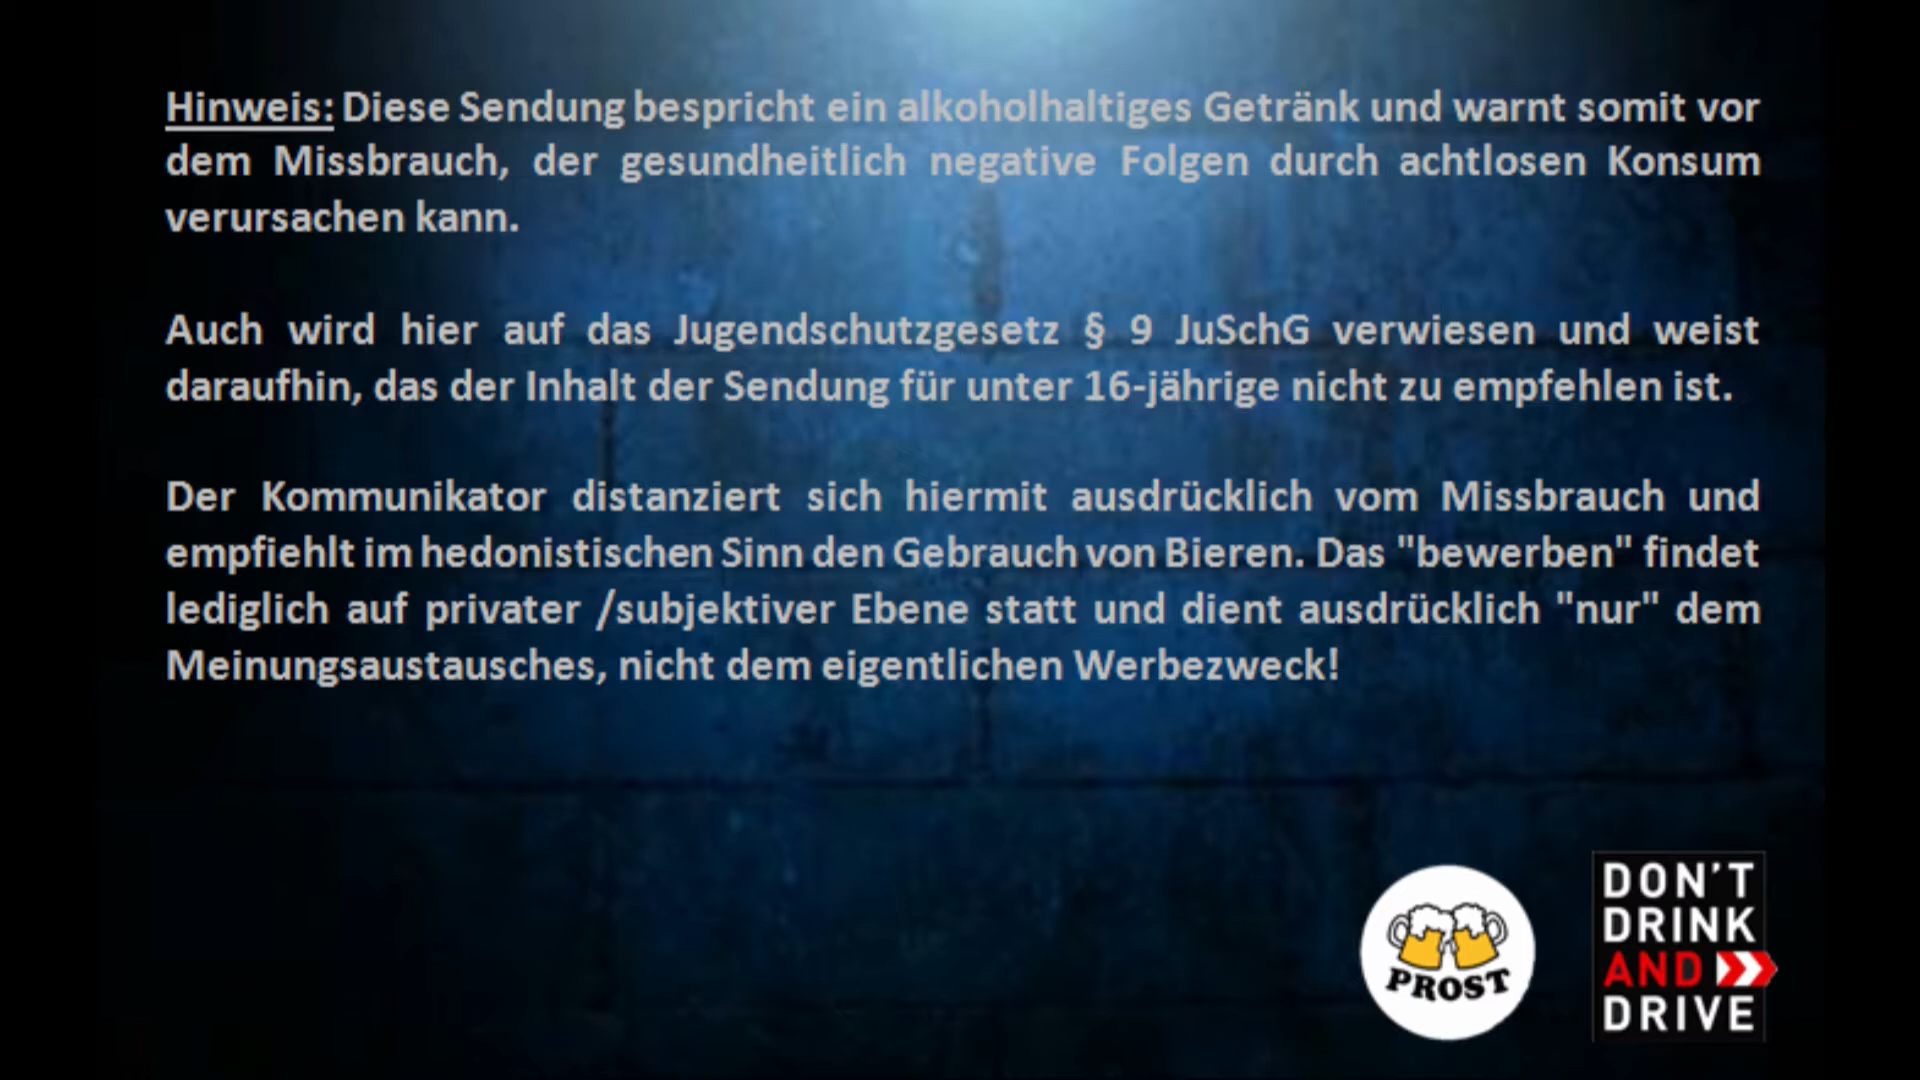 Hinweis: Diese Sendung bespricht ein alkoholhaltiges Getränk und warnt somit vor
dem Missbrauch, der gesundheitlich negative Folgen durch achtlosen Konsum
verursachen kann.
Auch wird hier auf das Jugendschutzgesetz § 9 JuSchG verwiesen und weist
daraufhin, das der Inhalt der Sendung für unter 16-jährige nicht zu empfehlen ist.
Der Kommunikator distanziert sich hiermit ausdrücklich vom Missbrauch und
empfiehlt im hedonistischen Sinn den Gebrauch von Bieren. Das "bewerben" findet
lediglich auf privater /subjektiver Ebene statt und dient ausdrücklich "nur" dem
Meinungsaustausches, nicht dem eigentlichen Werbezweck!
PROST
DON'T
DRINK
AND
DRIVE